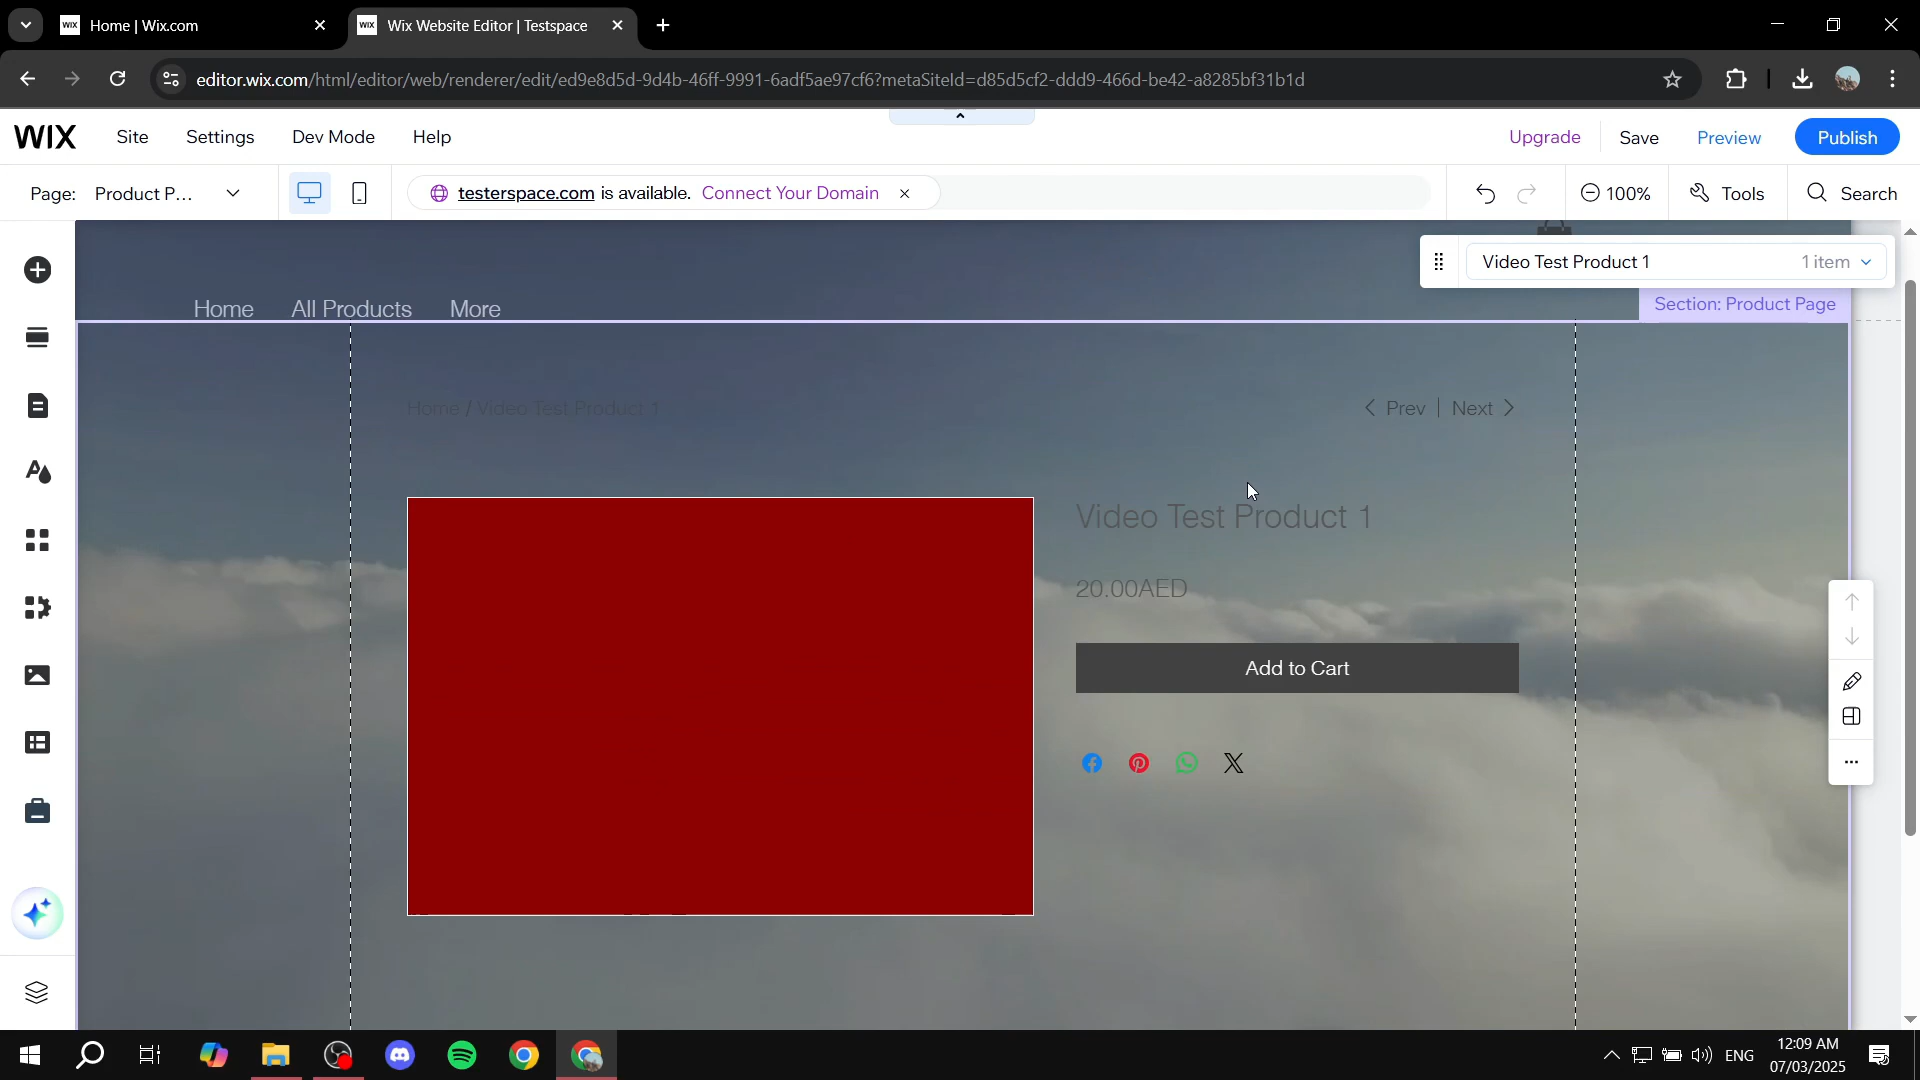 Home | Wix.com
Wix Website Editor | Testspace
editor.wix.com/html/editor/web/renderer/edit/ed9e8d5d-9d4b-46ff-9991-6adf5ae97cf6?metaSiteId=d85d5cf2-ddd9-466d-be42-a8285bf31b1d
WIX Site Settings Dev Mode Help Upgrade Save Preview Publish
Page: Product P... testerspace.com is available. Connect Your Domain 100% Tools Search
Video Test Product 1 1 item
Section: Product Page
Home All Products More
Home / Video Test Product 1
Prev | Next
Video Test Product 1
20.00AED
Add to Cart
ENG
12:09 AM
07/03/2025